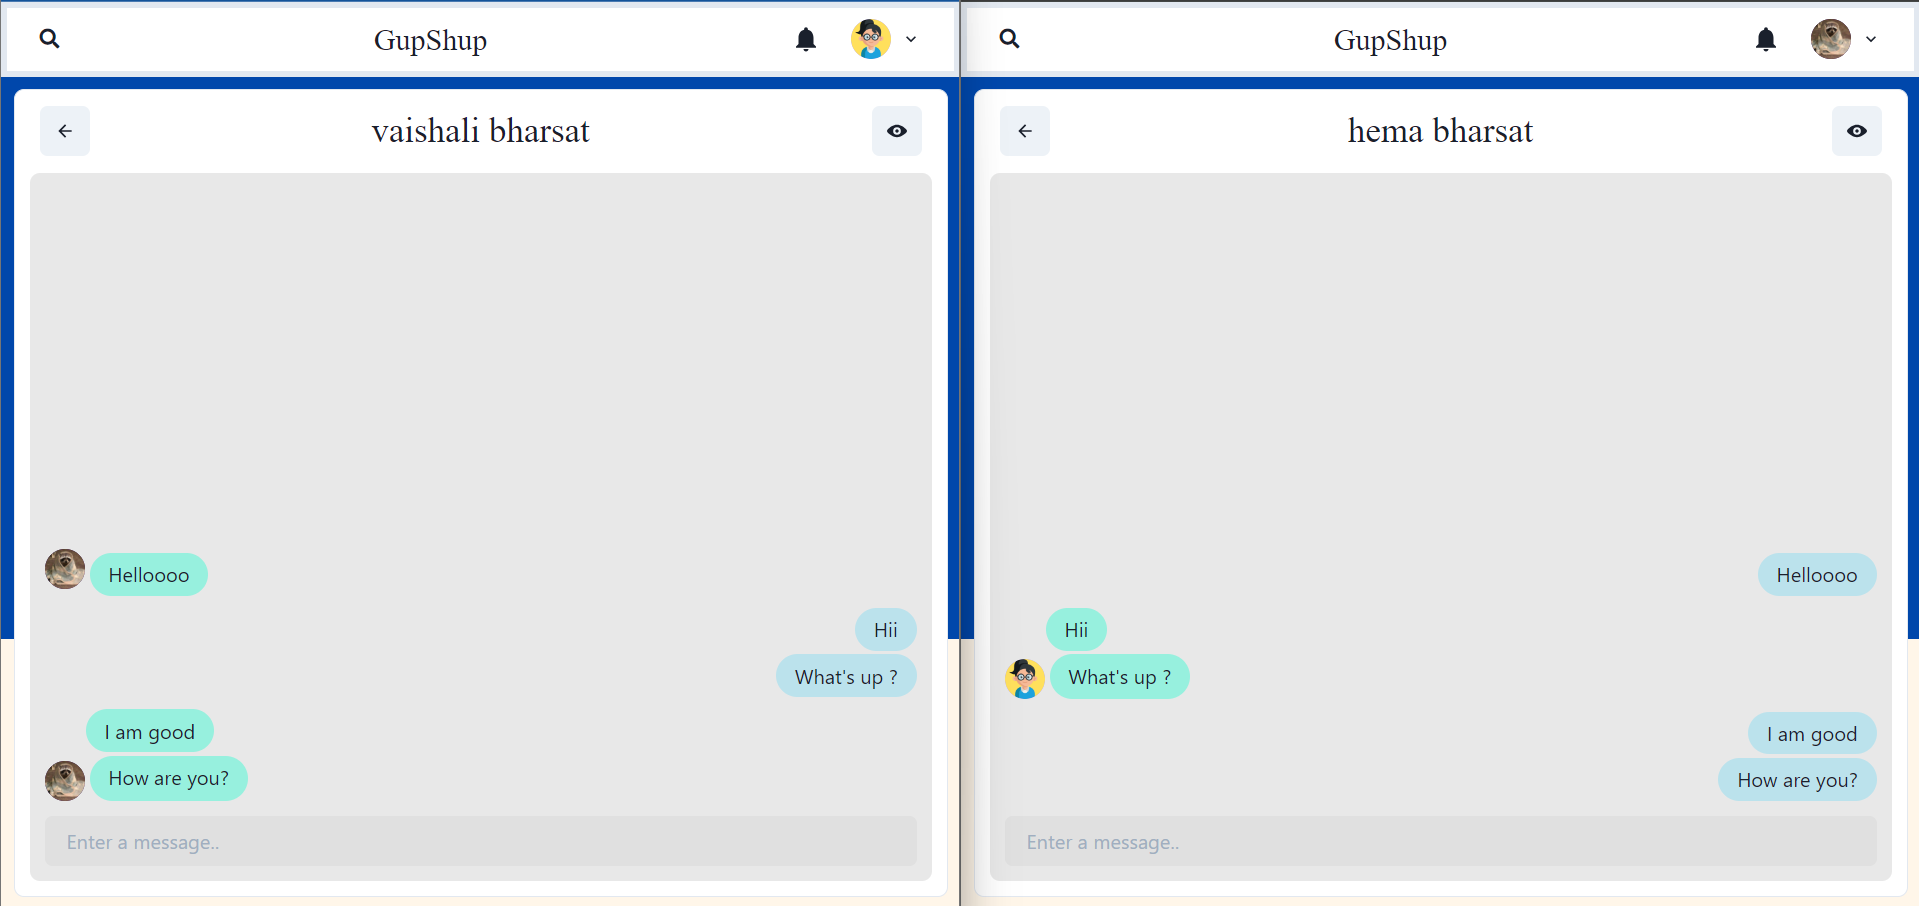 GupShup
vaishali bharsat
Helloooo
Hii
What's up ?
I am good
How are you?
Enter a message..
GupShup
hema bharsat
Helloooo
Hii
What's up ?
I am good
How are you?
Enter a message..